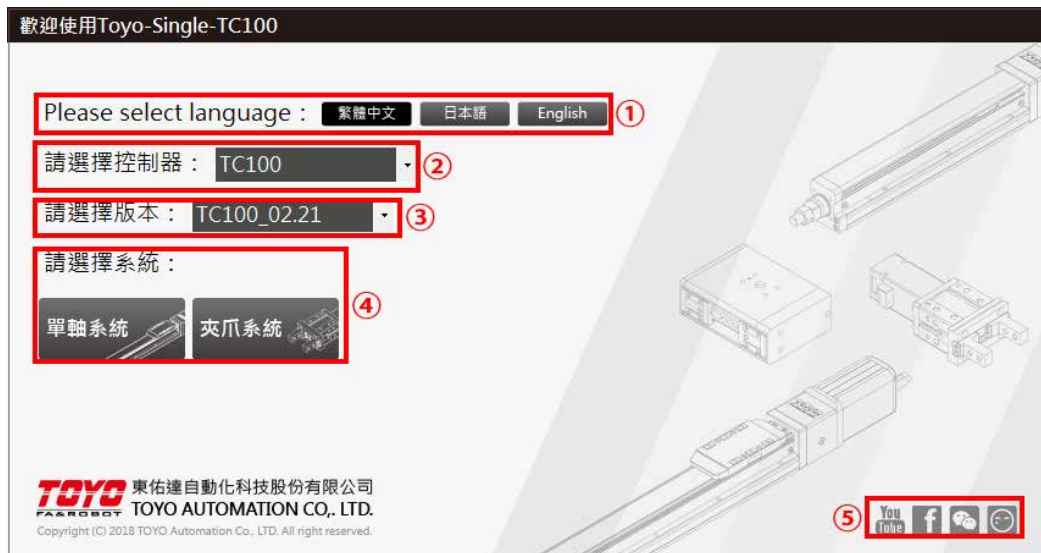 歡迎使用Toyo-Single-TC100
Please select language : 繁體中文 日本語 English ①
請選擇控制器： TC100 ②
請選擇版本： TC100_02.21 ③
請選擇系統：
單軸系統 夾爪系統 ④
TOYO 東佑達自動化科技股份有限公司
FA&ROBOT TOYO AUTOMATION CO,. LTD.
Copyright (C) 2018 TOYO Automation Co., LTD. All right reserved.
⑤ You Tube f